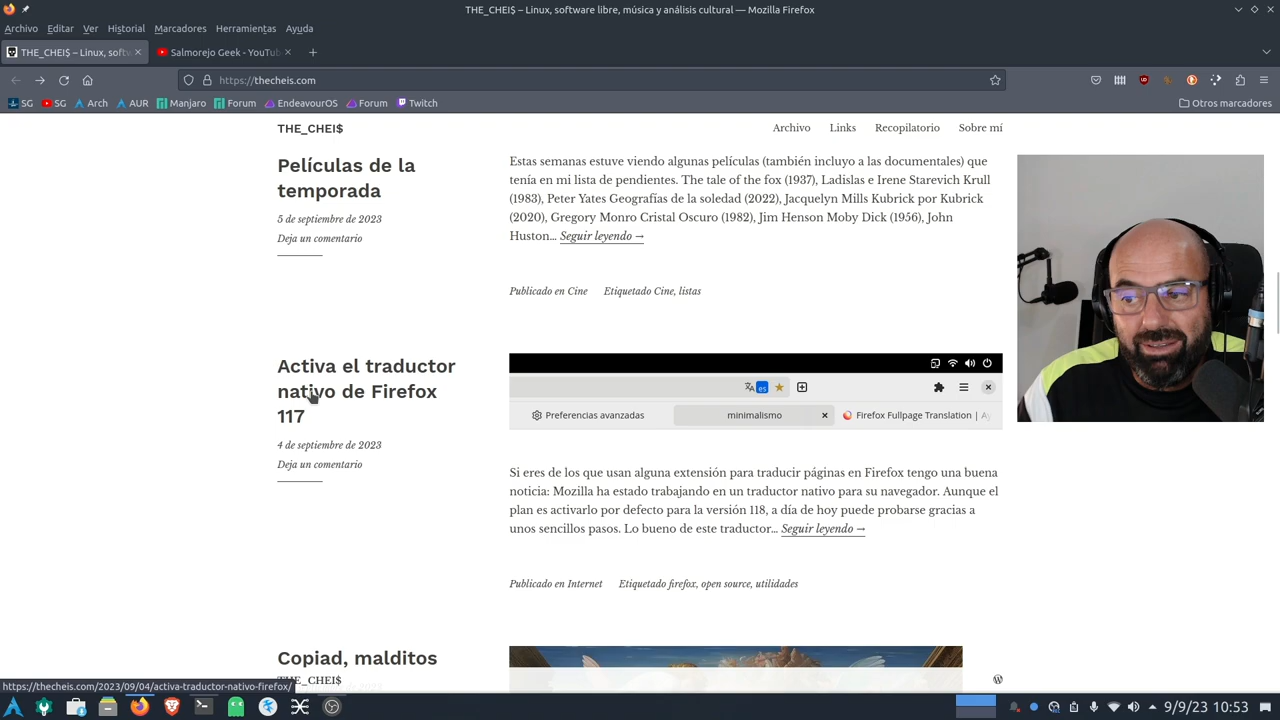 THE_CHEI$ – Linux, software libre, música y análisis cultural — Mozilla Firefox
Archivo Editar Ver Historial Marcadores Herramientas Ayuda
THE_CHEI$ – Linux, softw
Salmorejo Geek - YouTub
https://thecheis.com
SG SG Arch AUR Manjaro Forum EndeavourOS Forum Twitch Otros marcadores
THE_CHEI$
Archivo Links Recopilatorio Sobre mí
Películas de la
temporada
5 de septiembre de 2023
Deja un comentario
Estas semanas estuve viendo algunas películas (también incluyo a las documentales) que
tenía en mi lista de pendientes. The tale of the fox (1937), Ladislas e Irene Starevich Krull
(1983), Peter Yates Geografías de la soledad (2022), Jacquelyn Mills Kubrick por Kubrick
(2020), Gregory Monro Cristal Oscuro (1982), Jim Henson Moby Dick (1956), John
Huston… Seguir leyendo →
Publicado en Cine Etiquetado Cine, listas
Activa el traductor
nativo de Firefox
117
4 de septiembre de 2023
Deja un comentario
es
Preferencias avanzadas minimalismo Firefox Fullpage Translation | Ay
Si eres de los que usan alguna extensión para traducir páginas en Firefox tengo una buena
noticia: Mozilla ha estado trabajando en un traductor nativo para su navegador. Aunque el
plan es activarlo por defecto para la versión 118, a día de hoy puede probarse gracias a
unos sencillos pasos. Lo bueno de este traductor… Seguir leyendo →
Publicado en Internet Etiquetado firefox, open source, utilidades
Copiad, malditos
THE_CHEI$
https://thecheis.com/2023/09/04/activa-traductor-nativo-firefox/
9/9/23 10:53